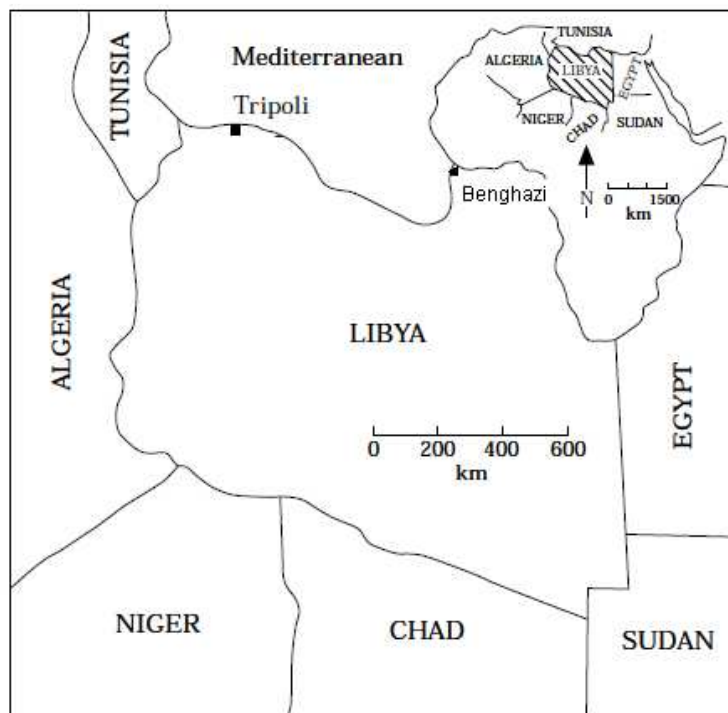 TUNISIA
Mediterranean
Tripoli
TUNISIA
ALGERIA
LIBYA
EGYPT
NIGER
CHAD
SUDAN
N
0 1500
km
Benghazi
ALGERIA
LIBYA
EGYPT
0 200 400 600
km
NIGER
CHAD
SUDAN